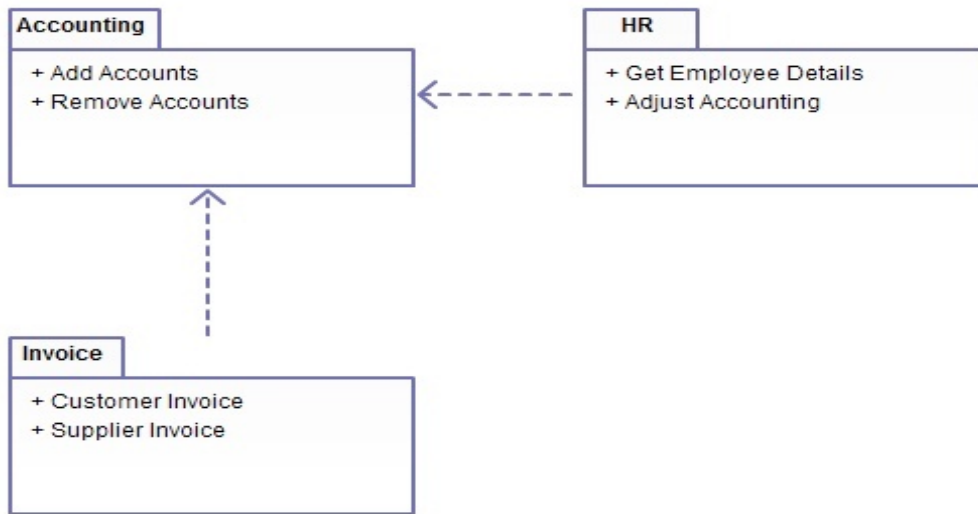 Accounting
+ Add Accounts
+ Remove Accounts
HR
+ Get Employee Details
+ Adjust Accounting
Invoice
+ Customer Invoice
+ Supplier Invoice